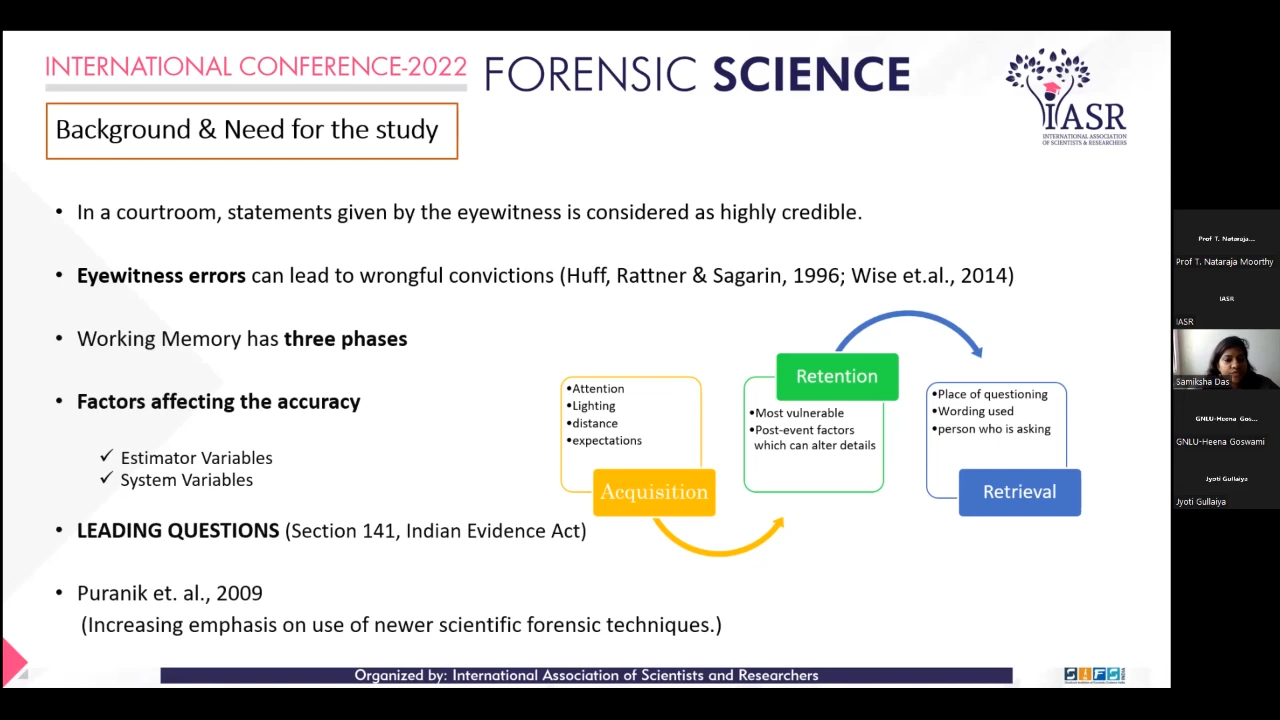 INTERNATIONAL CONFERENCE-2022
FORENSIC SCIENCE
IASR
INTERNATIONAL ASSOCIATION
OF SCIENTISTS & RESEARCHERS
Background & Need for the study
• In a courtroom, statements given by the eyewitness is considered as highly credible.
• Eyewitness errors can lead to wrongful convictions (Huff, Rattner & Sagarin, 1996; Wise et.al., 2014)
• Working Memory has three phases
• Factors affecting the accuracy
✓ Estimator Variables
✓ System Variables
• LEADING QUESTIONS (Section 141, Indian Evidence Act)
• Puranik et. al., 2009
(Increasing emphasis on use of newer scientific forensic techniques.)
•Attention
•Lighting
•distance
•expectations
Acquisition
Retention
•Most vulnerable
•Post-event factors
which can alter details
•Place of questioning
•Wording used
•person who is asking
Retrieval
Organized by: International Association of Scientists and Researchers
SIFS
INDIA
Prof T. Nataraja...
Prof T. Nataraja Moorthy
IASR
IASR
Samiksha Das
GNLU-Heena Gos...
GNLU-Heena Goswami
Jyoti Gullaiya
Jyoti Gullaiya